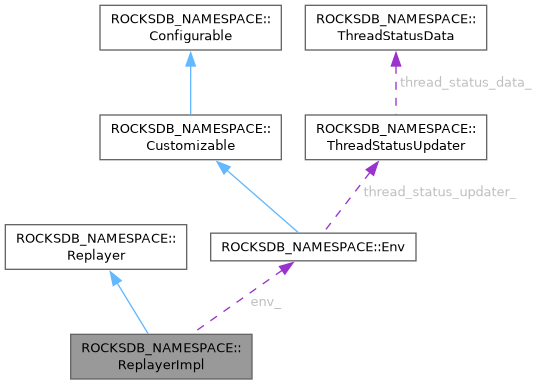 ROCKSDB_NAMESPACE::
Configurable
ROCKSDB_NAMESPACE::
ThreadStatusData
thread_status_data_
ROCKSDB_NAMESPACE::
Customizable
ROCKSDB_NAMESPACE::
ThreadStatusUpdater
thread_status_updater_
ROCKSDB_NAMESPACE::
Replayer
ROCKSDB_NAMESPACE::Env
env_
ROCKSDB_NAMESPACE::
ReplayerImpl